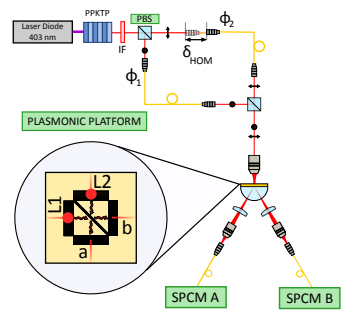 Laser Diode
403 nm
PPKTP
IF
PBS
ϕ2
δHOM
ϕ1
PLASMONIC PLATFORM
L2
L1
b
a
SPCM A
SPCM B